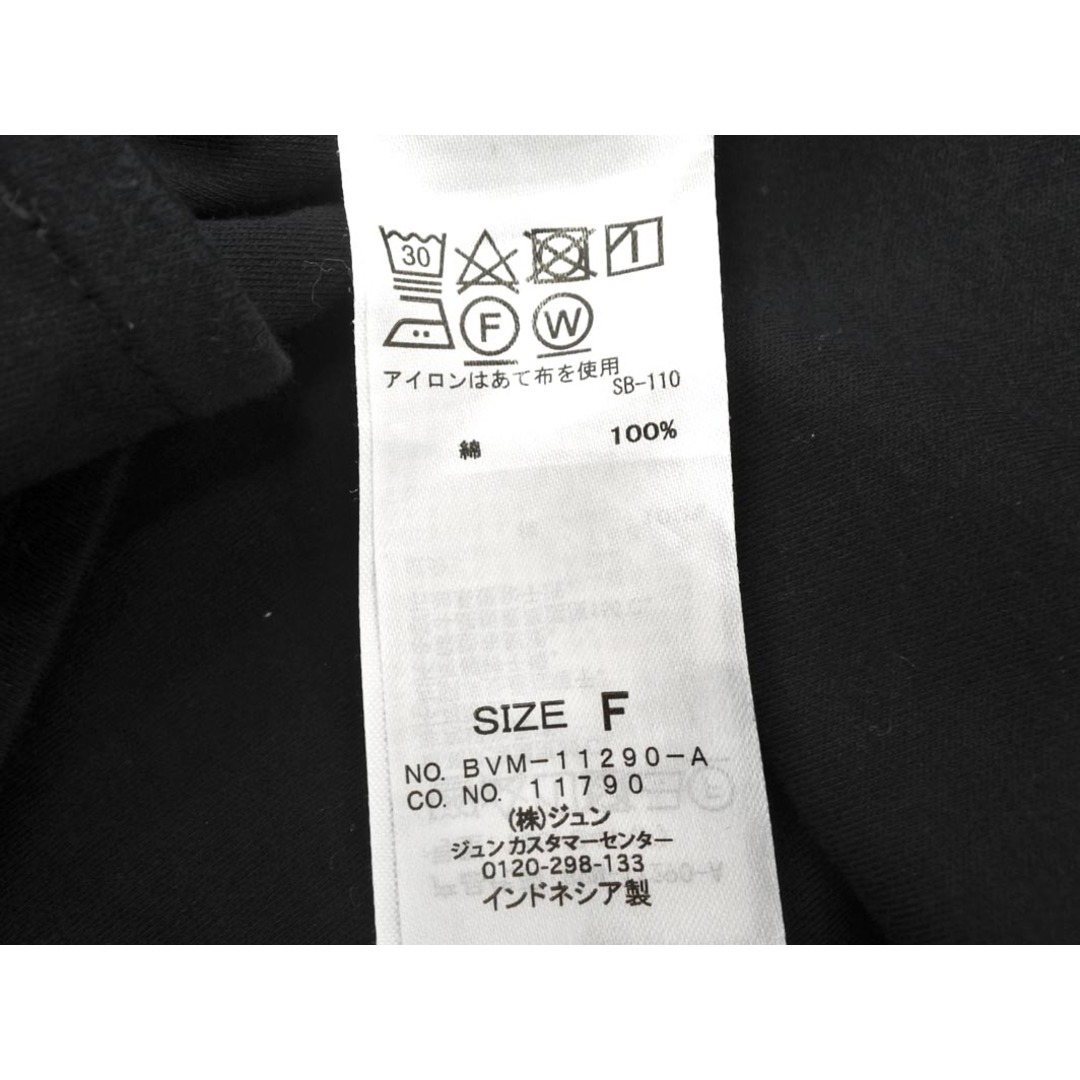 30
F W
アイロンはあて布を使用
SB-110
綿 100%
SIZE F
NO. BVM-11290-A
CO. NO. 11790
(株)ジュン
ジュンカスタマーセンター
0120-298-133
インドネシア製